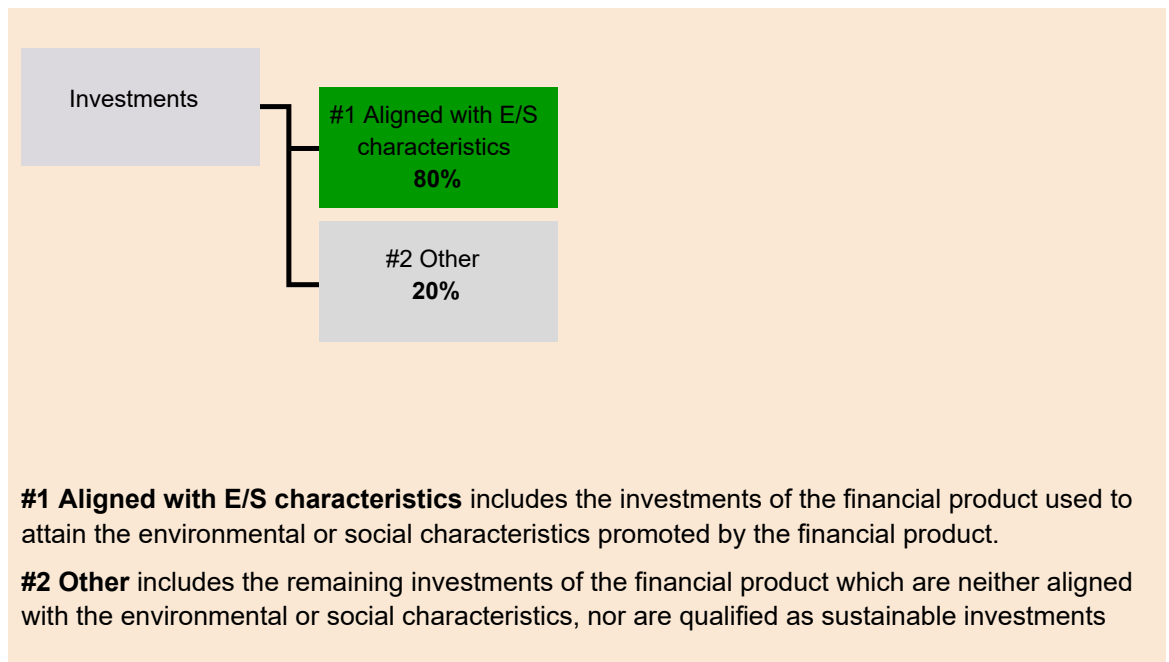 Investments
#1 Aligned with E/S
characteristics
80%
#2 Other
20%
#1 Aligned with E/S characteristics includes the investments of the financial product used to
attain the environmental or social characteristics promoted by the financial product.
#2 Other includes the remaining investments of the financial product which are neither aligned
with the environmental or social characteristics, nor are qualified as sustainable investments